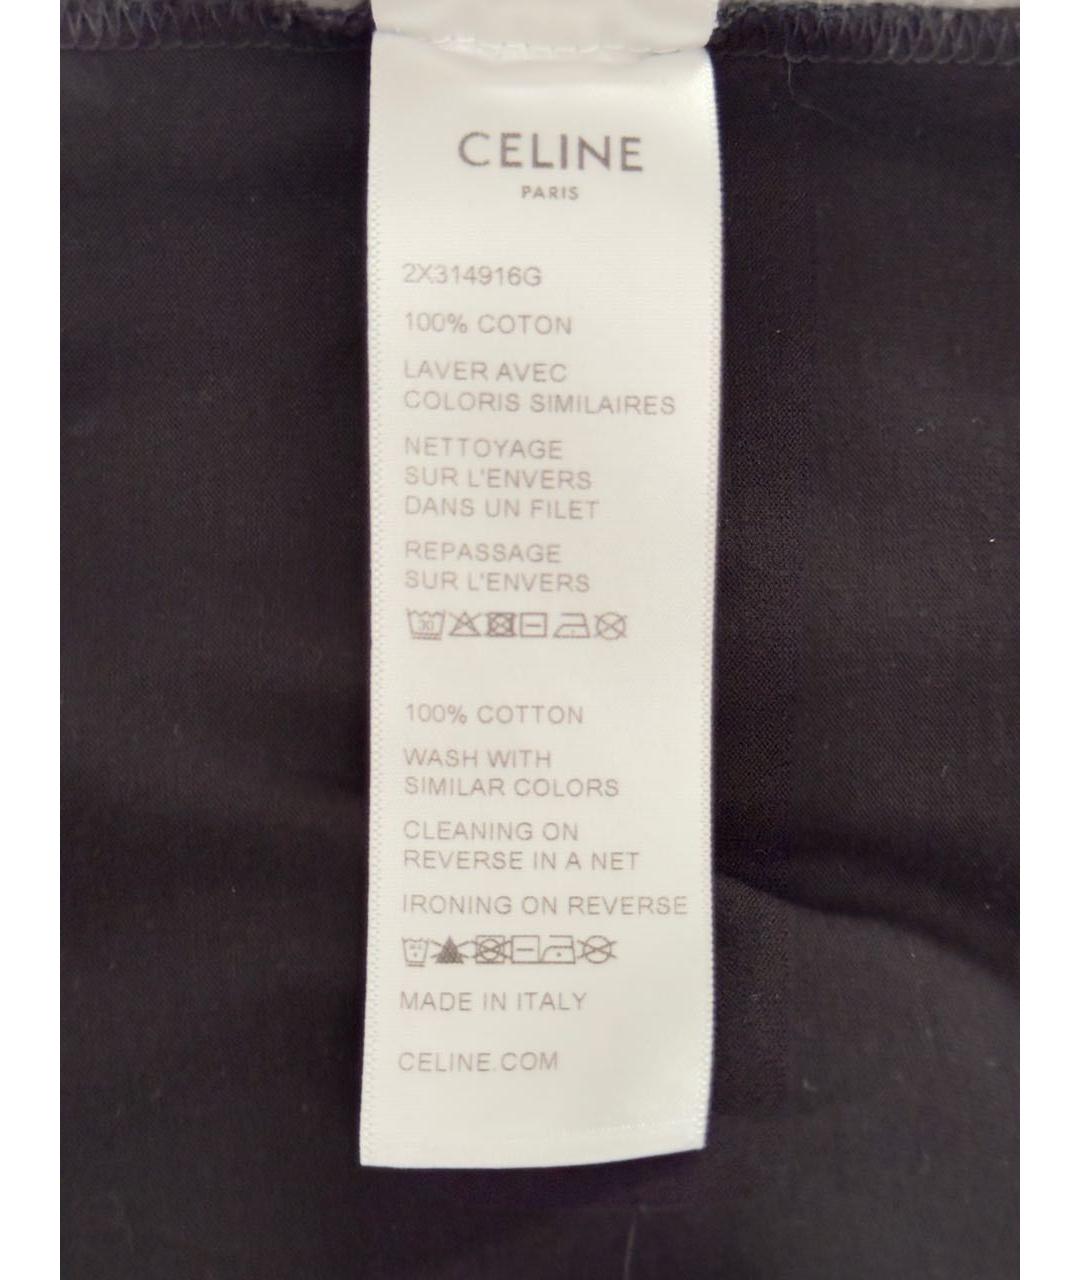 CELINE
PARIS
2X314916G
100% COTON
LAVER AVEC
COLORIS SIMILAIRES
NETTOYAGE
SUR L'ENVERS
DANS UN FILET
REPASSAGE
SUR L'ENVERS
30
100% COTTON
WASH WITH
SIMILAR COLORS
CLEANING ON
REVERSE IN A NET
IRONING ON REVERSE
MADE IN ITALY
CELINE.COM